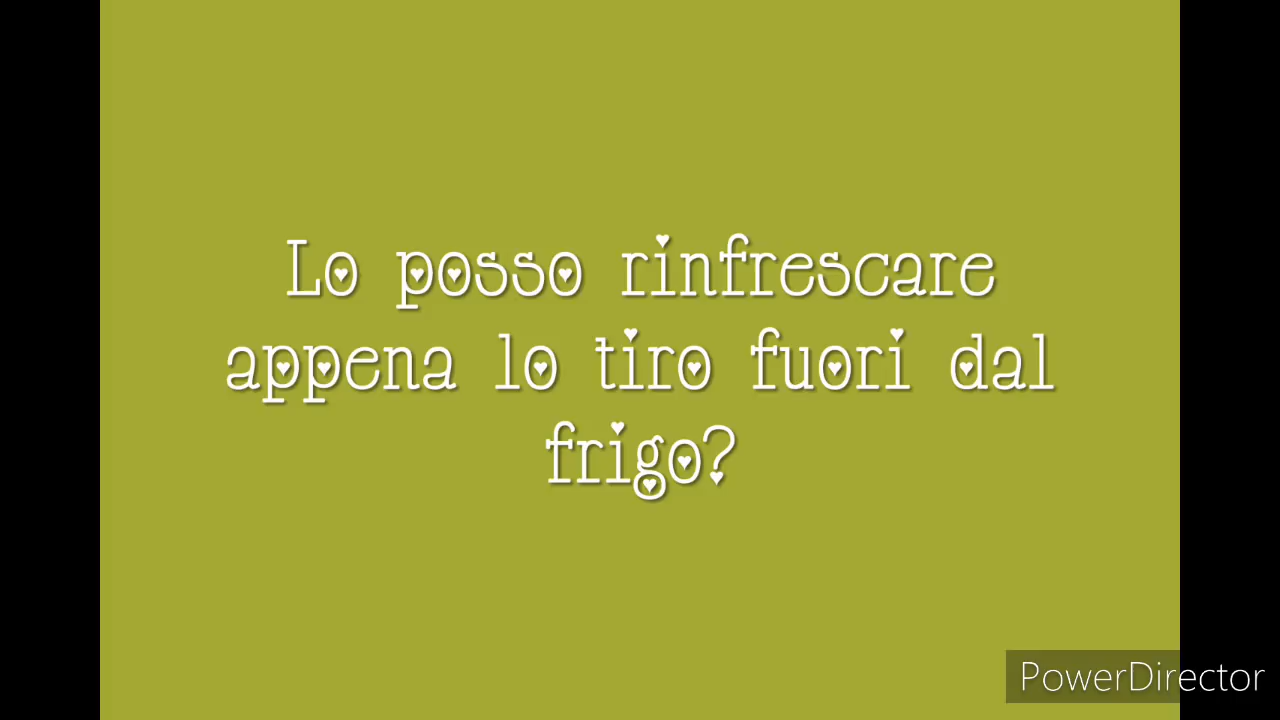 Lo posso rinfrescare
appena lo tiro fuori dal
frigo?
PowerDirector